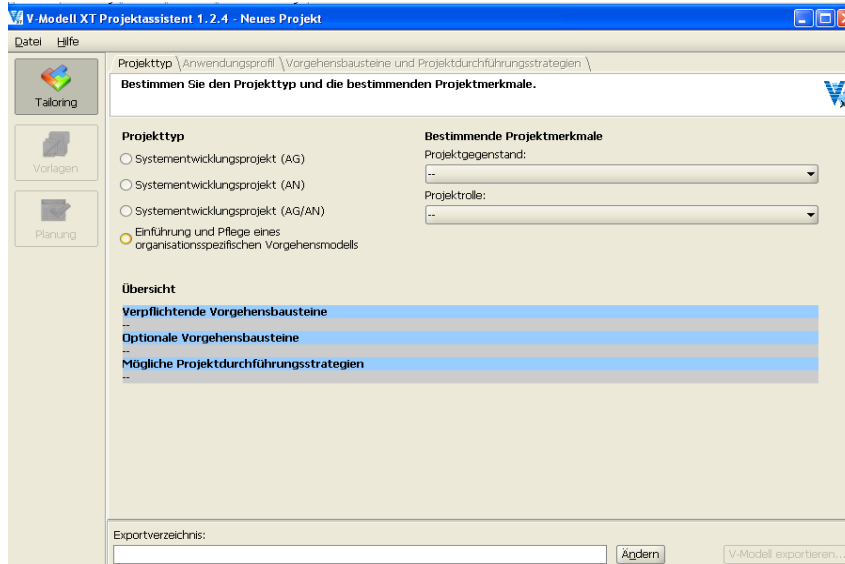 V-Modell XT Projektassistent 1.2.4 - Neues Projekt
Datei Hilfe
Projekttyp \ Anwendungsprofil \ Vorgehensbausteine und Projektdurchführungsstrategien \
Bestimmen Sie den Projekttyp und die bestimmenden Projektmerkmale.
Tailoring
Vorlagen
Planung
Projekttyp
Systementwicklungsprojekt (AG)
Systementwicklungsprojekt (AN)
Systementwicklungsprojekt (AG/AN)
Einführung und Pflege eines
organisationsspezifischen Vorgehensmodells
Bestimmende Projektmerkmale
Projektgegenstand:
--
Projektrolle:
--
Übersicht
Verpflichtende Vorgehensbausteine
--
Optionale Vorgehensbausteine
--
Mögliche Projektdurchführungsstrategien
--
Exportverzeichnis:
Ändern
V-Modell exportieren...